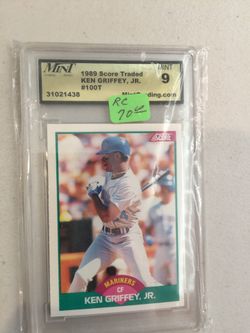 MINT
1989 Score Traded
KEN GRIFFEY, JR.
#100T
MINT
9
31021438
MintGrading.com
RC
70⁰⁰
SCORE
MARINERS
CF
KEN GRIFFEY, JR.